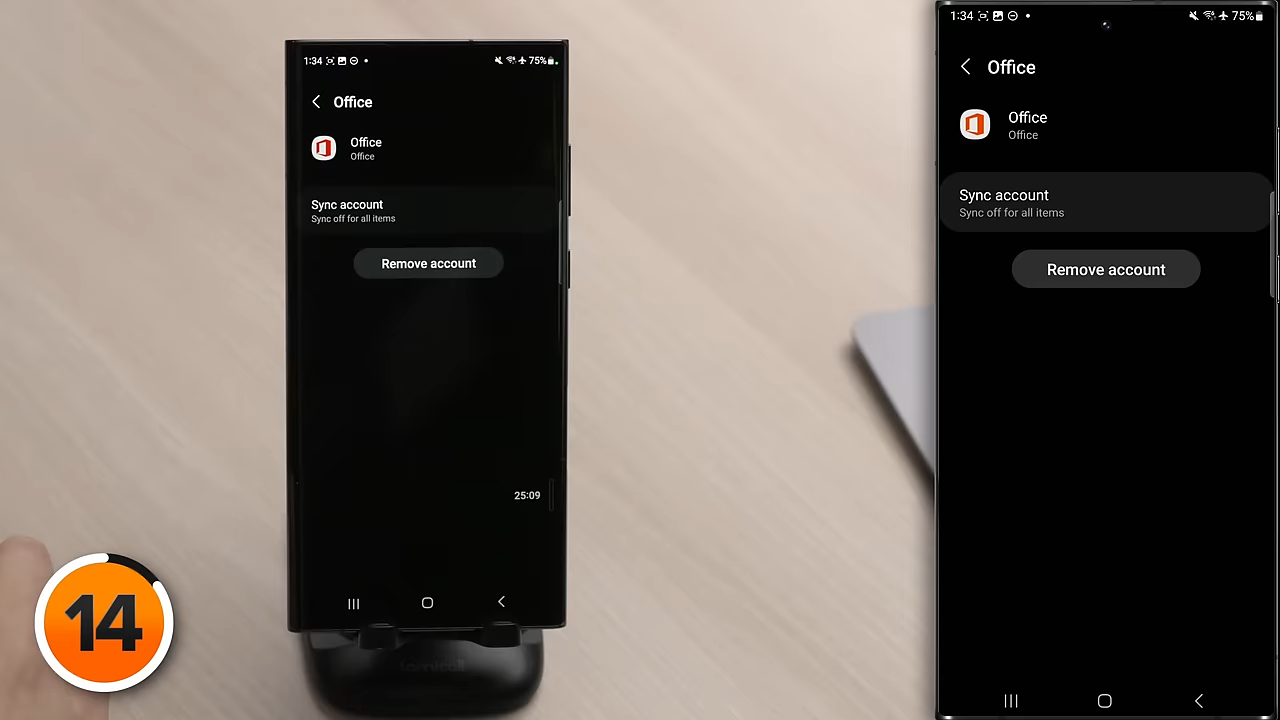 1:34
75%
Office
Office
Office
Sync account
Sync off for all items
Remove account
25:09
lamicall
14
1:34
75%
Office
Office
Office
Sync account
Sync off for all items
Remove account